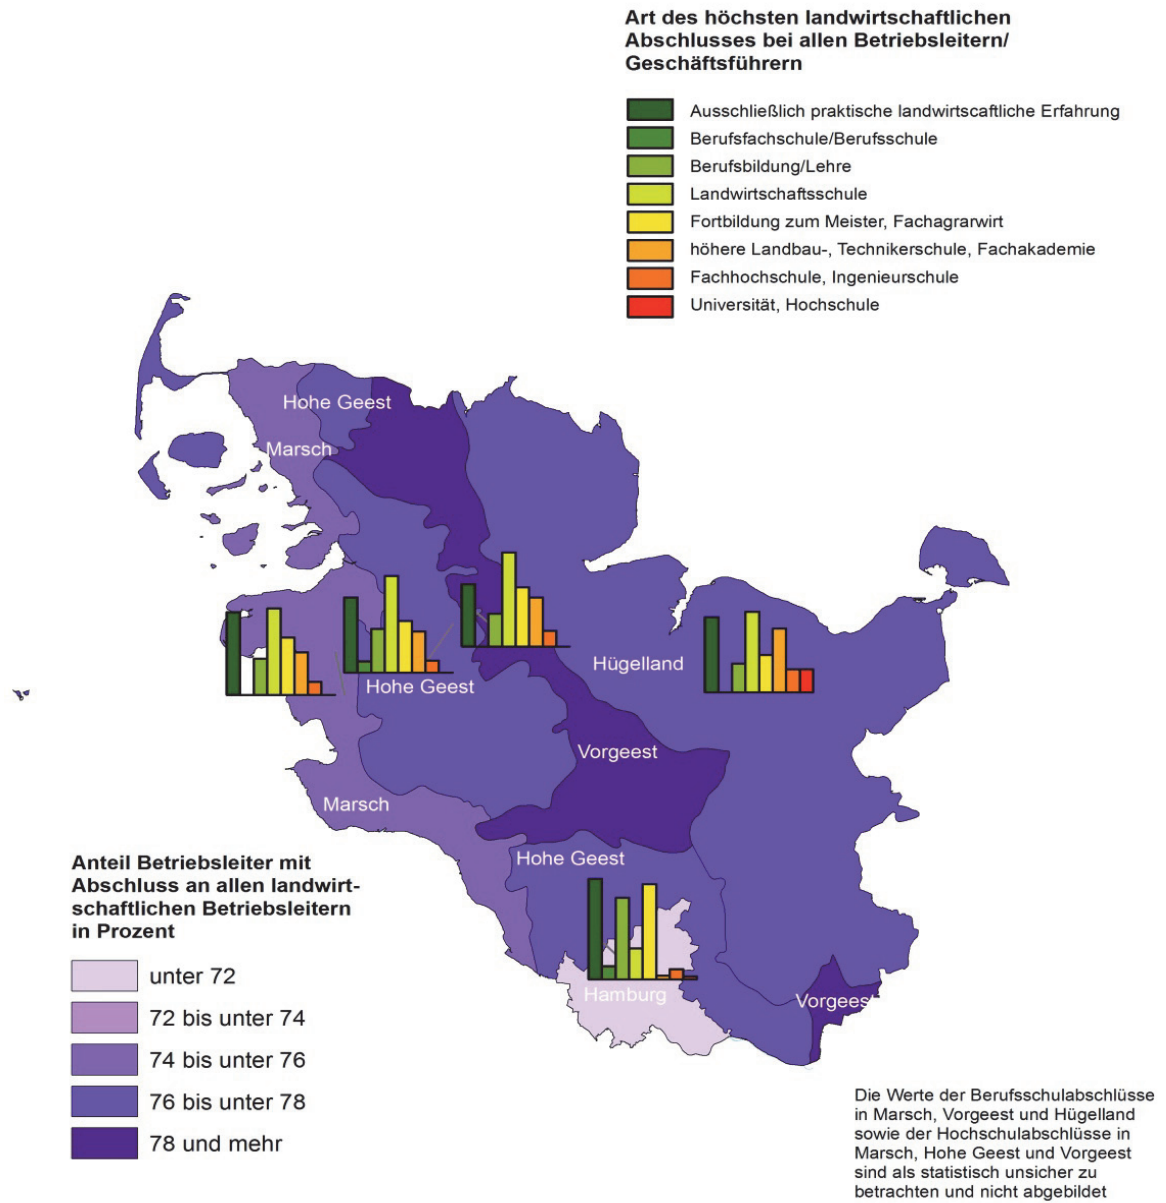 Art des höchsten landwirtschaftlichen
Abschlusses bei allen Betriebsleitern/
Geschäftsführern
Ausschließlich praktische landwirtscaftliche Erfahrung
Berufsfachschule/Berufsschule
Berufsbildung/Lehre
Landwirtschaftsschule
Fortbildung zum Meister, Fachagrarwirt
höhere Landbau-, Technikerschule, Fachakademie
Fachhochschule, Ingenieurschule
Universität, Hochschule
Hohe Geest
Marsch
Hügelland
Hohe Geest
Vorgeest
Marsch
Hohe Geest
Hamburg
Vorgeest
Anteil Betriebsleiter mit
Abschluss an allen landwirt-
schaftlichen Betriebsleitern
in Prozent
unter 72
72 bis unter 74
74 bis unter 76
76 bis unter 78
78 und mehr
Die Werte der Berufsschulabschlüsse
in Marsch, Vorgeest und Hügelland
sowie der Hochschulabschlüsse in
Marsch, Hohe Geest und Vorgeest
sind als statistisch unsicher zu
betrachten und nicht abgebildet